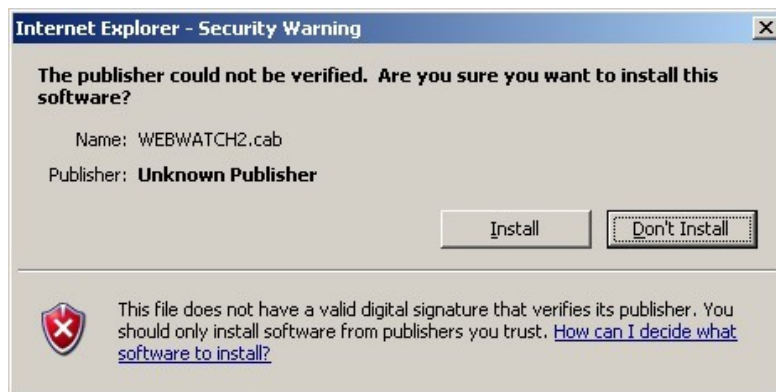 Internet Explorer - Security Warning
The publisher could not be verified. Are you sure you want to install this
software?
Name: WEBWATCH2.cab
Publisher: Unknown Publisher
Install Don't Install
This file does not have a valid digital signature that verifies its publisher. You
should only install software from publishers you trust. How can I decide what
software to install?